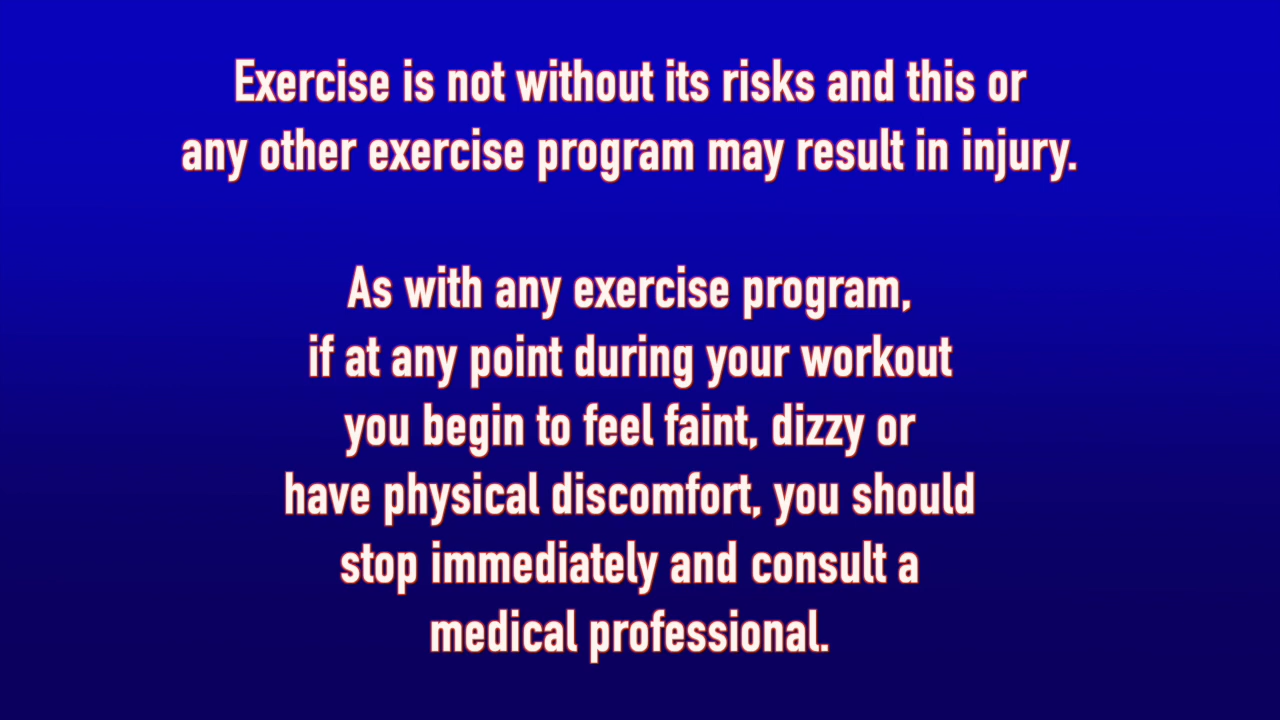 Exercise is not without its risks and this or
any other exercise program may result in injury.
As with any exercise program,
if at any point during your workout
you begin to feel faint, dizzy or
have physical discomfort, you should
stop immediately and consult a
medical professional.